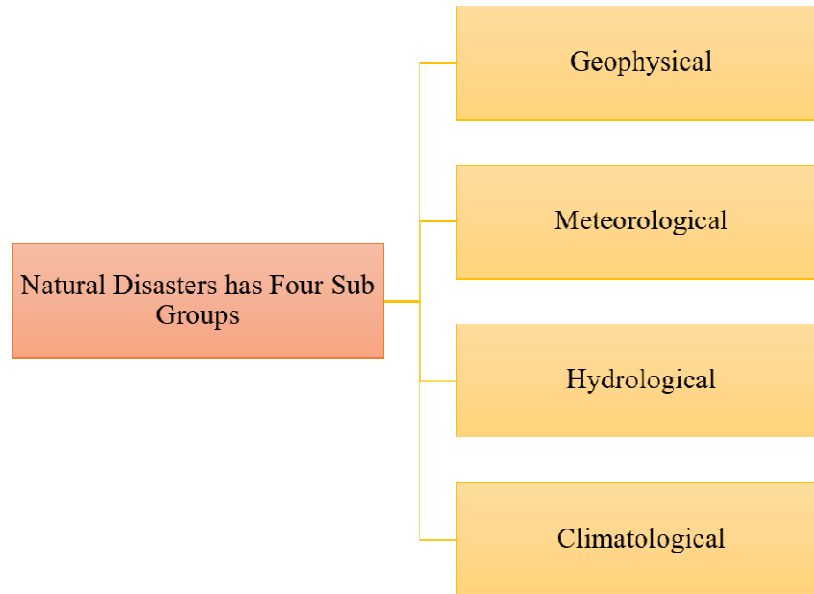 Natural Disasters has Four Sub
Groups
Geophysical
Meteorological
Hydrological
Climatological